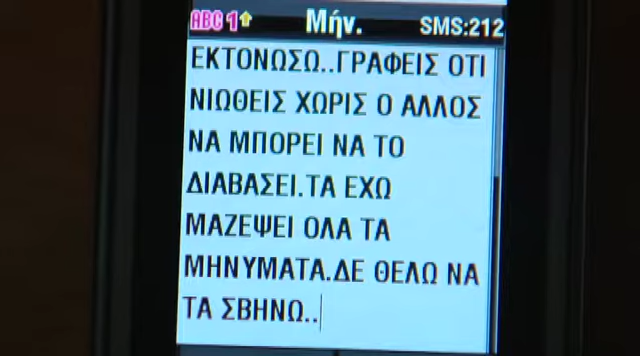 ABC 1 Μήν. SMS:212
ΕΚΤΟΝΩΣΩ..ΓΡΑΦΕΙΣ ΟΤΙ
ΝΙΩΘΕΙΣ ΧΩΡΙΣ Ο ΑΛΛΟΣ
ΝΑ ΜΠΟΡΕΙ ΝΑ ΤΟ
ΔΙΑΒΑΣΕΙ.ΤΑ ΕΧΩ
ΜΑΖΕΨΕΙ ΟΛΑ ΤΑ
ΜΗΝΥΜΑΤΑ.ΔΕ ΘΕΛΩ ΝΑ
ΤΑ ΣΒΗΝΩ..